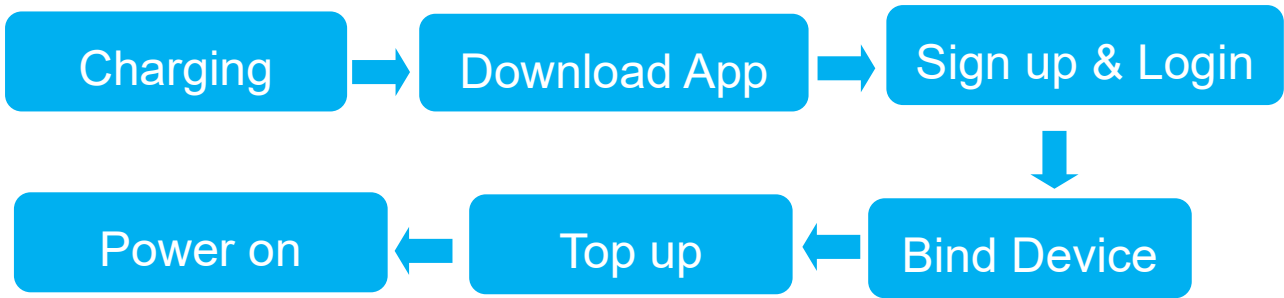 Charging
Download App
Sign up & Login
Bind Device
Top up
Power on